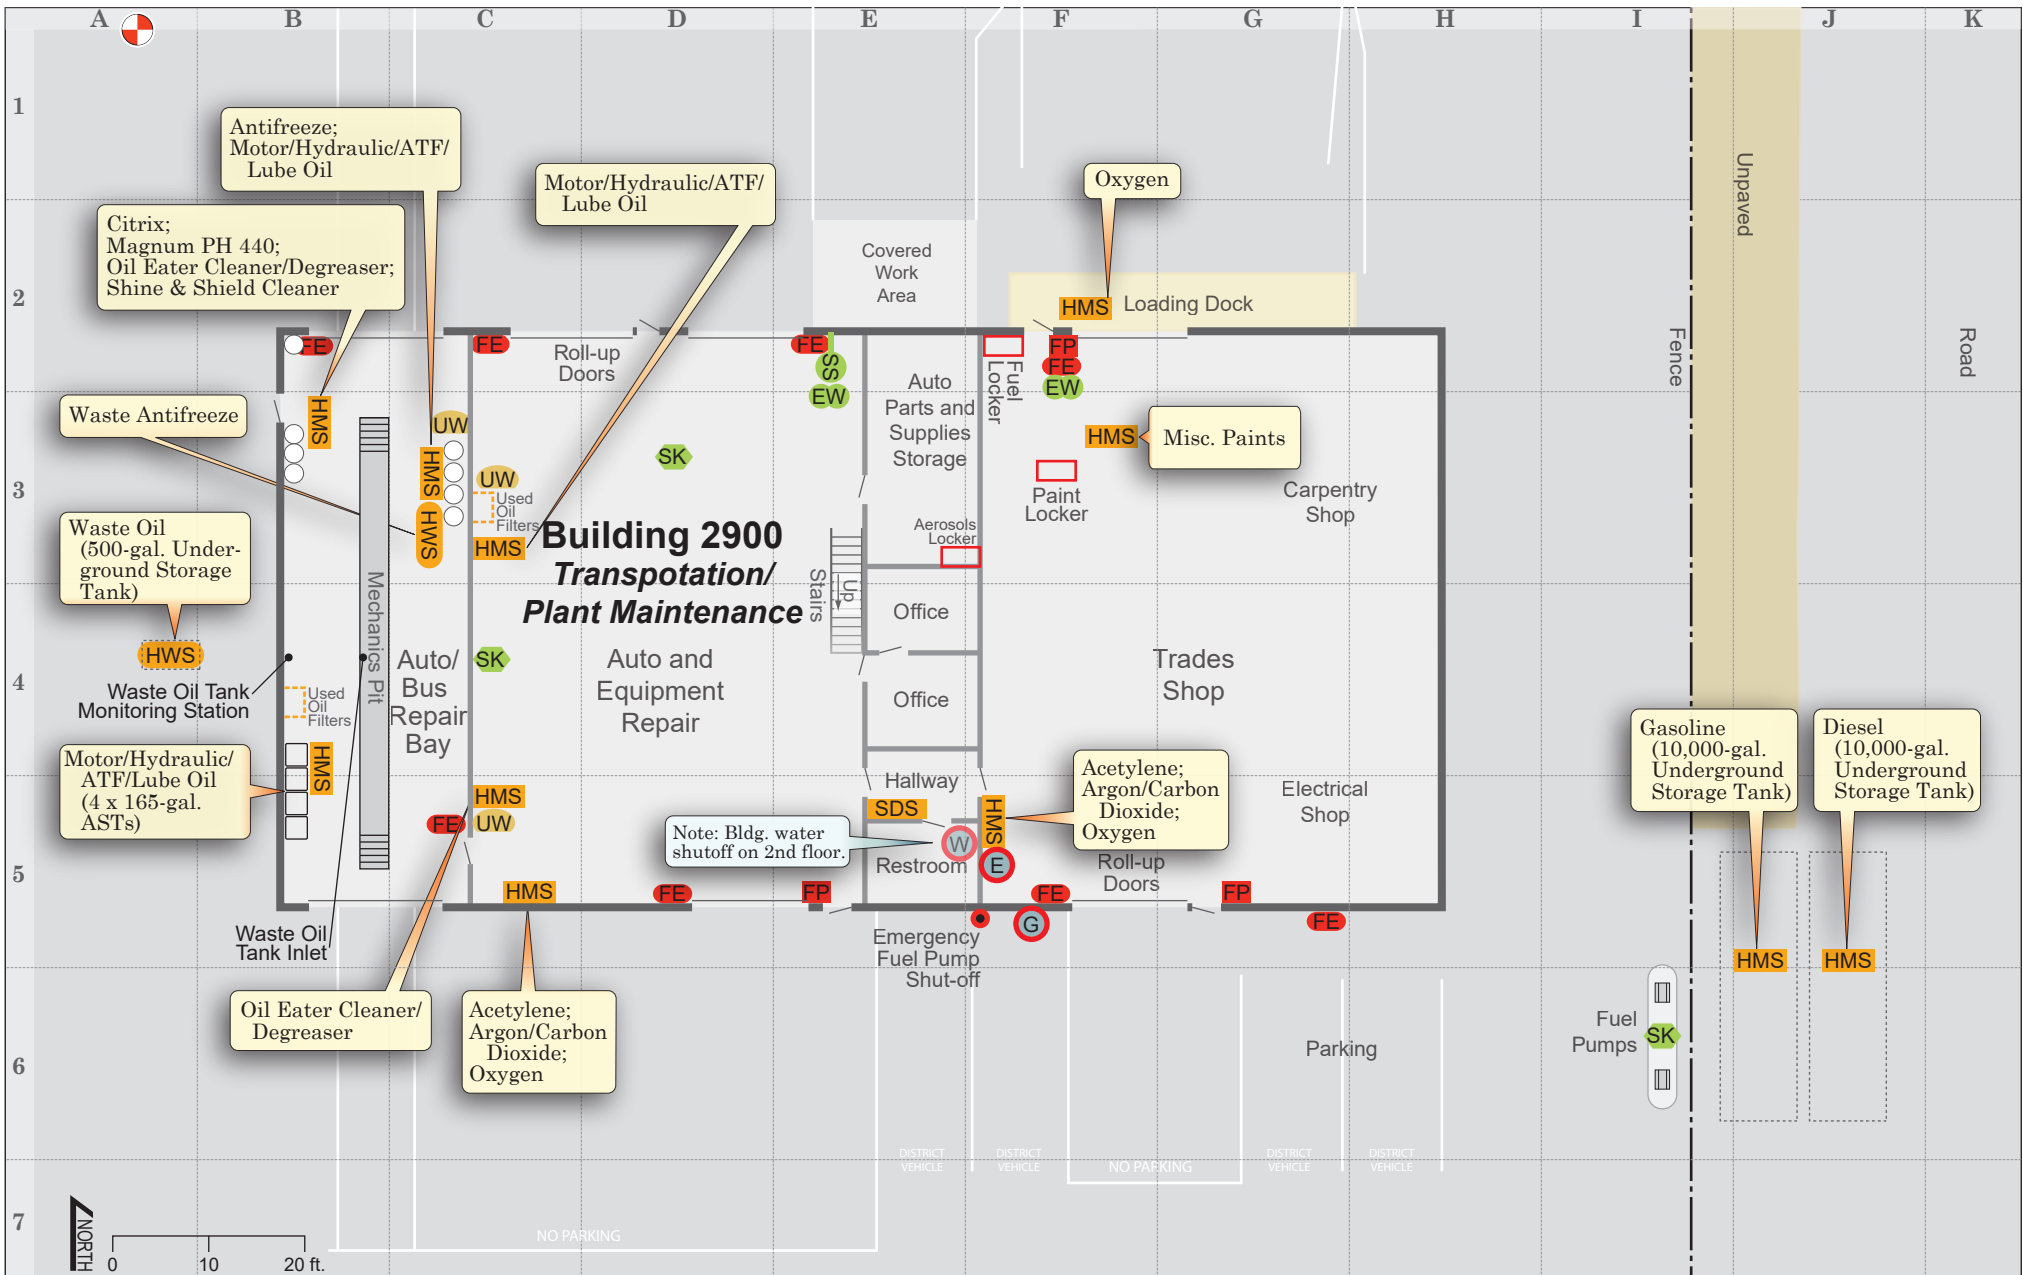 A B C D E F G H I J K
1
2
3
4
5
6
7
Antifreeze;
Motor/Hydraulic/ATF/
Lube Oil
Motor/Hydraulic/ATF/
Lube Oil
Oxygen
Citrix;
Magnum PH 440;
Oil Eater Cleaner/Degreaser;
Shine & Shield Cleaner
Covered
Work
Area
HMS
Loading Dock
Unpaved
Fence
Road
FE
FE
Roll-up
Doors
FE
SS
EW
Fuel
Locker
FP
FE
EW
Auto
Parts and
Supplies
Storage
Waste Antifreeze
HMS
UW
HMS
HWS
UW
Used
Oil
Filters
HMS
SK
HMS
Misc. Paints
Paint
Locker
Carpentry
Shop
Aerosols
Locker
Waste Oil
(500-gal. Under-
ground Storage
Tank)
HWS
Building 2900
Transpotation/
Plant Maintenance
Mechanics Pit
Stairs
Up
Office
Office
Waste Oil Tank
Monitoring Station
Used
Oil
Filters
Auto/
Bus
Repair
Bay
SK
Auto and
Equipment
Repair
Trades
Shop
Motor/Hydraulic/
ATF/Lube Oil
(4 x 165-gal.
ASTs)
HMS
HMS
UW
FE
Hallway
SDS
HMS
Acetylene;
Argon/Carbon
Dioxide;
Oxygen
Electrical
Shop
Gasoline
(10,000-gal.
Underground
Storage Tank)
Diesel
(10,000-gal.
Underground
Storage Tank)
Note: Bldg. water
shutoff on 2nd floor.
W
E
Restroom
Roll-up
Doors
HMS
FE
FP
FE
FP
FE
G
Waste Oil
Tank Inlet
Emergency
Fuel Pump
Shut-off
HMS
HMS
Oil Eater Cleaner/
Degreaser
Acetylene;
Argon/Carbon
Dioxide;
Oxygen
Fuel
Pumps
SK
Parking
DISTRICT
VEHICLE
DISTRICT
VEHICLE
NO PARKING
DISTRICT
VEHICLE
DISTRICT
VEHICLE
NORTH
0 10 20 ft.
NO PARKING